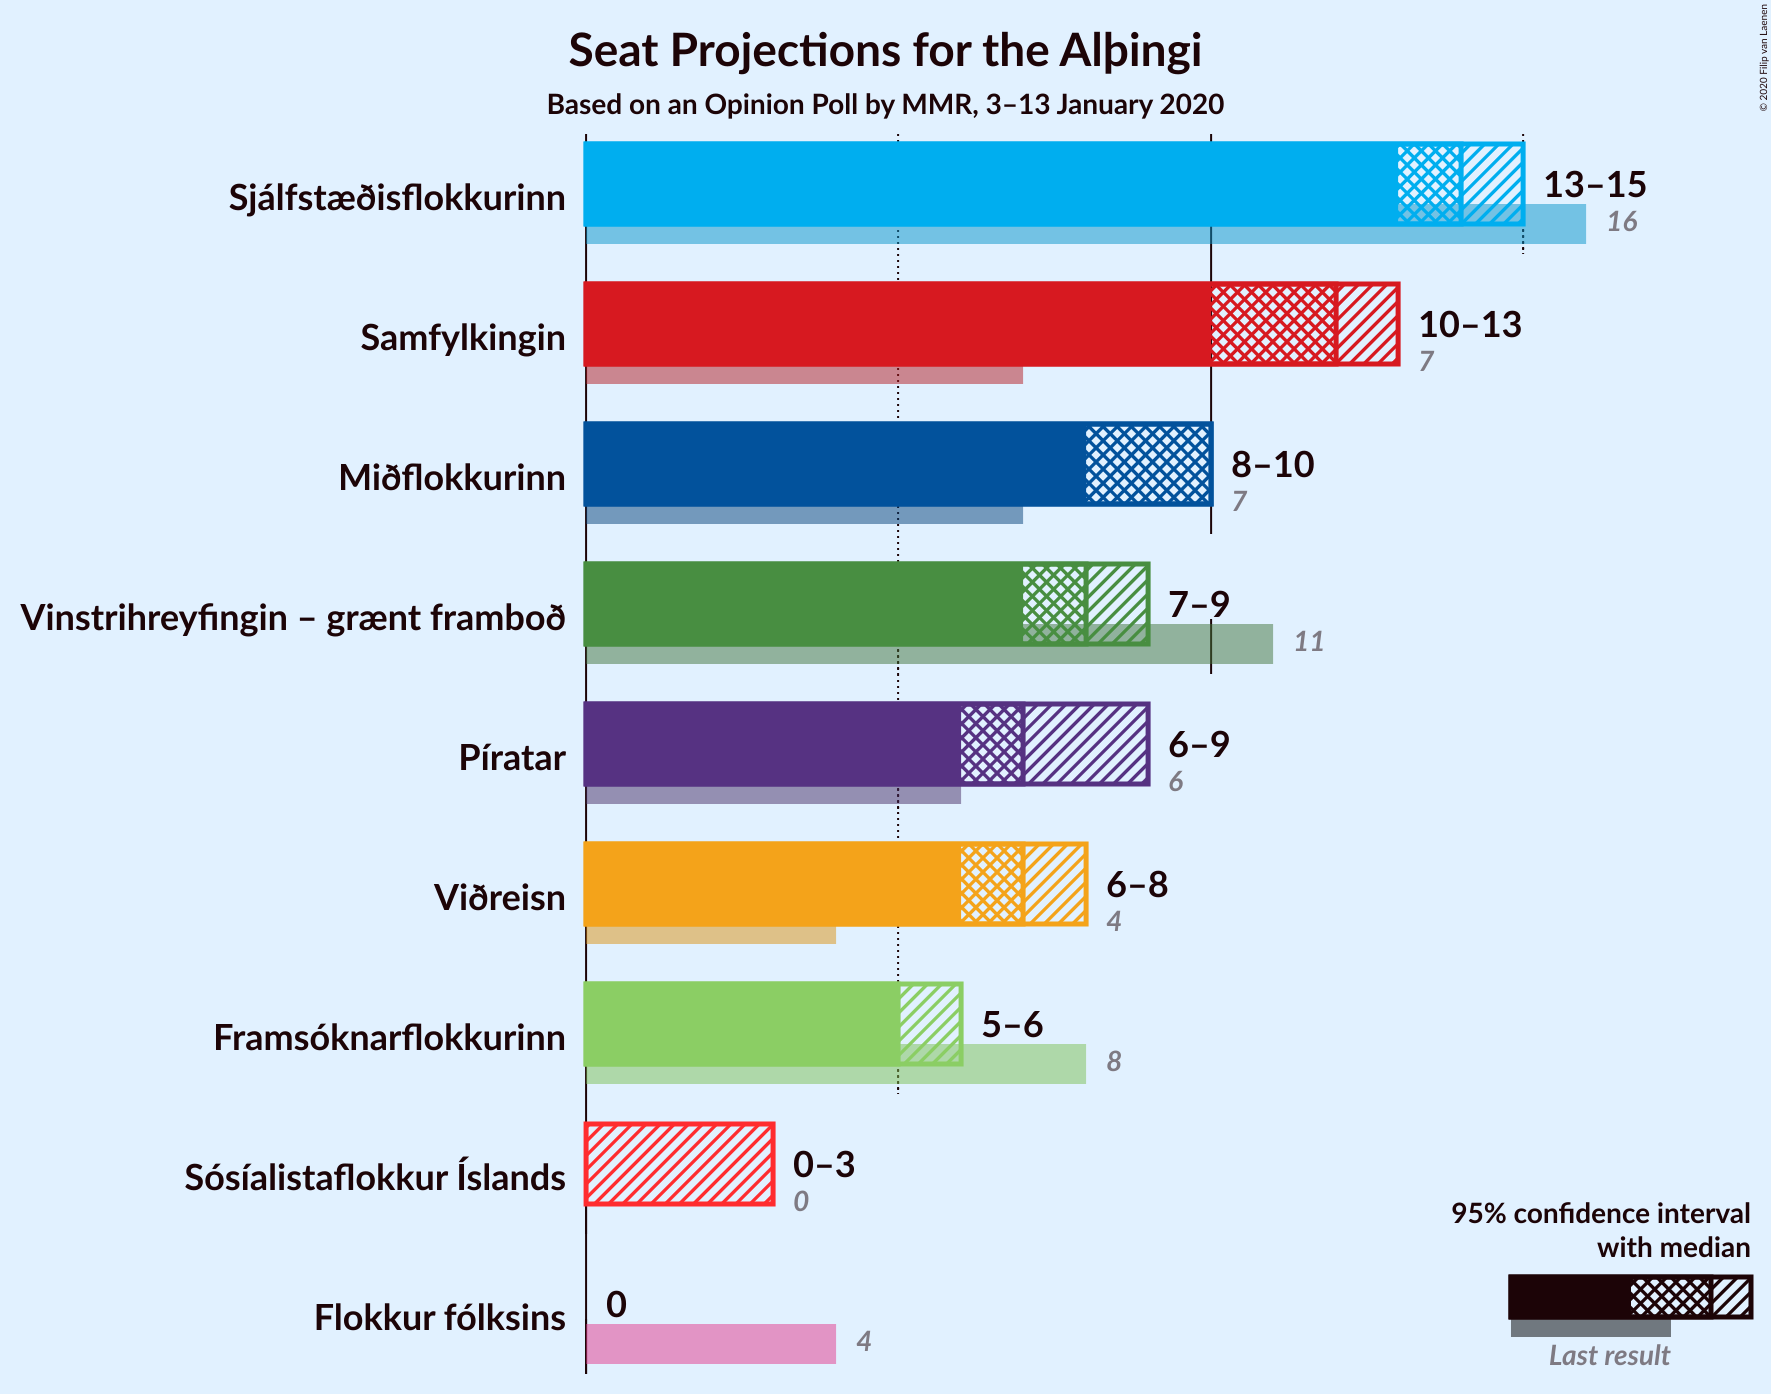 Seat Projections for the Alþingi
Based on an Opinion Poll by MMR, 3–13 January 2020
© 2020 Filip van Laenen
Sjálfstæðisflokkurinn
13–15
16
Samfylkingin
10–13
7
Miðflokkurinn
8–10
7
Vinstrihreyfingin – grænt framboð
7–9
11
Píratar
6–9
6
Viðreisn
6–8
4
Framsóknarflokkurinn
5–6
8
Sósíalistaflokkur Íslands
0–3
0
Flokkur fólksins
0
4
95% confidence interval
with median
Last result